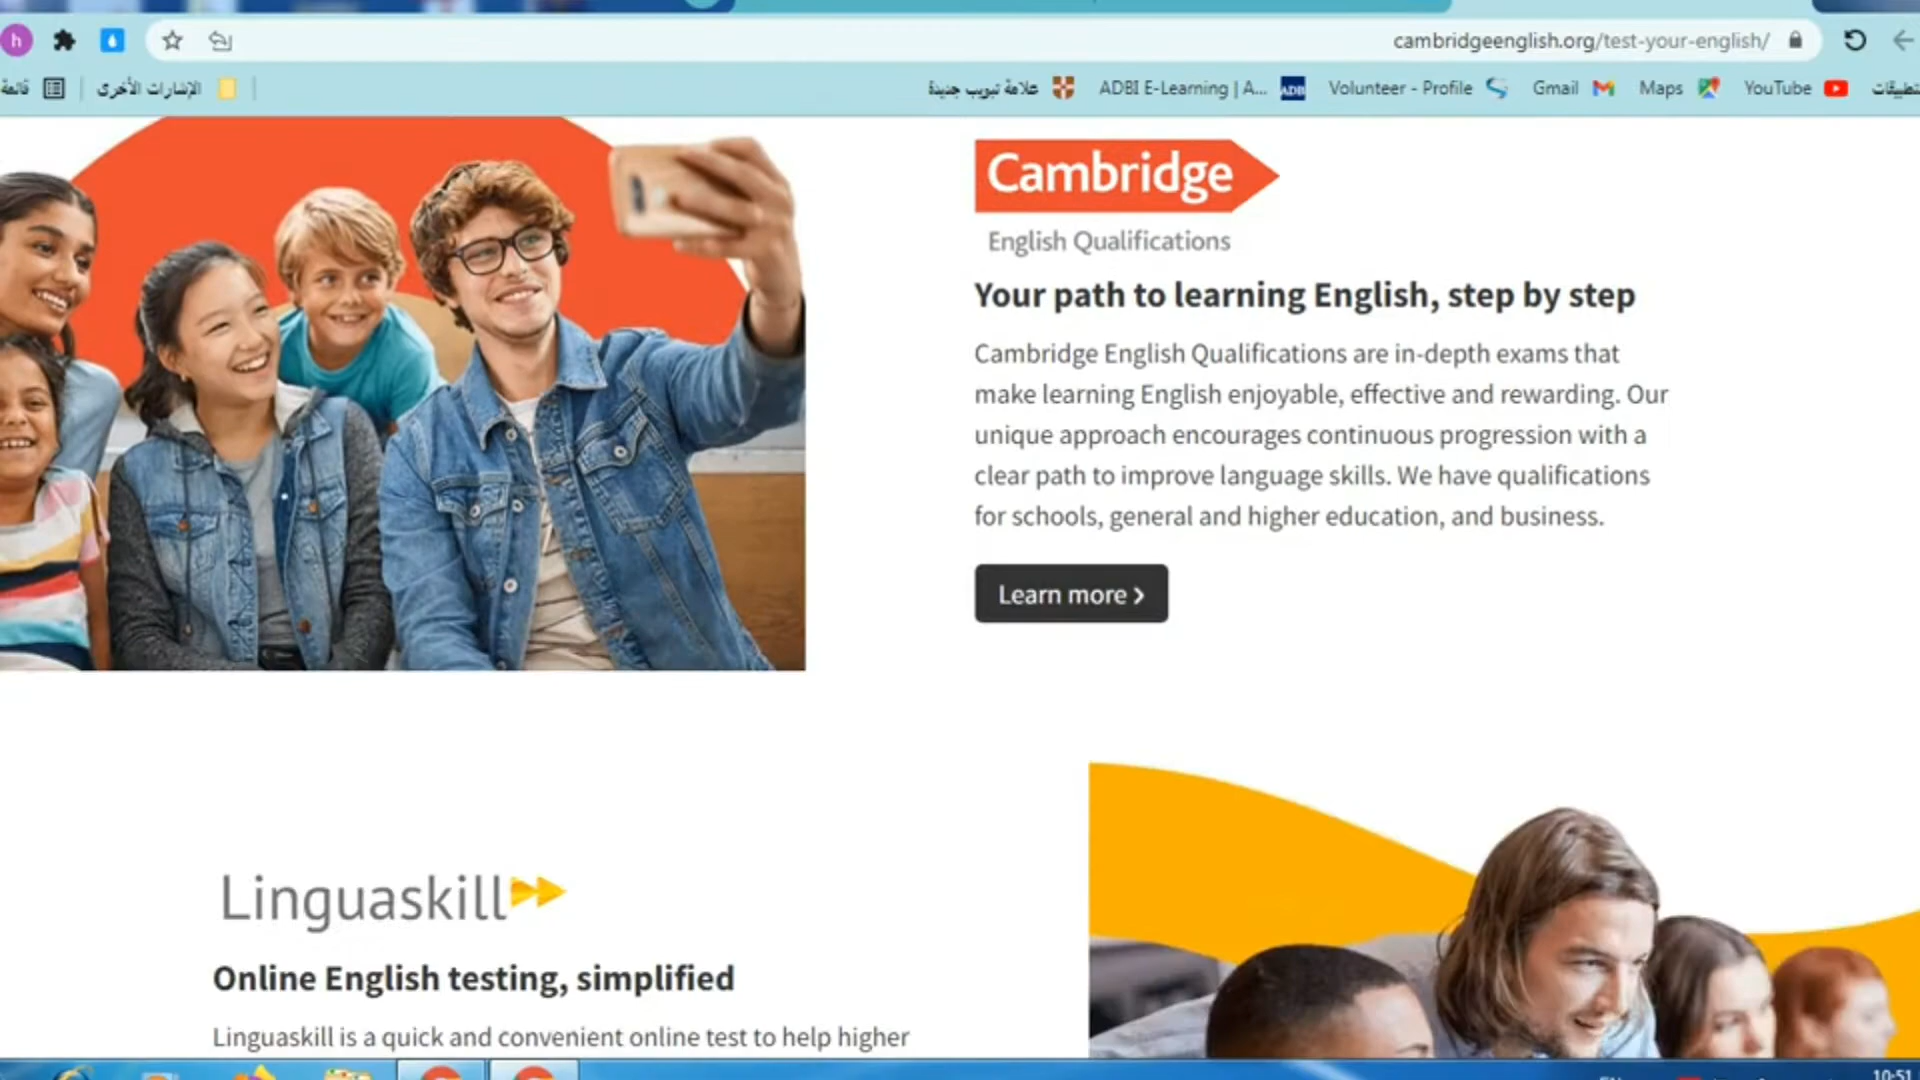 h
cambridgeenglish.org/test-your-english/
الإشارات الأخرى
علامة تبويب جديدة
ADBI E-Learning | A...
ADB
Volunteer - Profile
Gmail
Maps
YouTube
Cambridge
English Qualifications
Your path to learning English, step by step
Cambridge English Qualifications are in-depth exams that
make learning English enjoyable, effective and rewarding. Our
unique approach encourages continuous progression with a
clear path to improve language skills. We have qualifications
for schools, general and higher education, and business.
Learn more
Linguaskill
Online English testing, simplified
Linguaskill is a quick and convenient online test to help higher
10:51